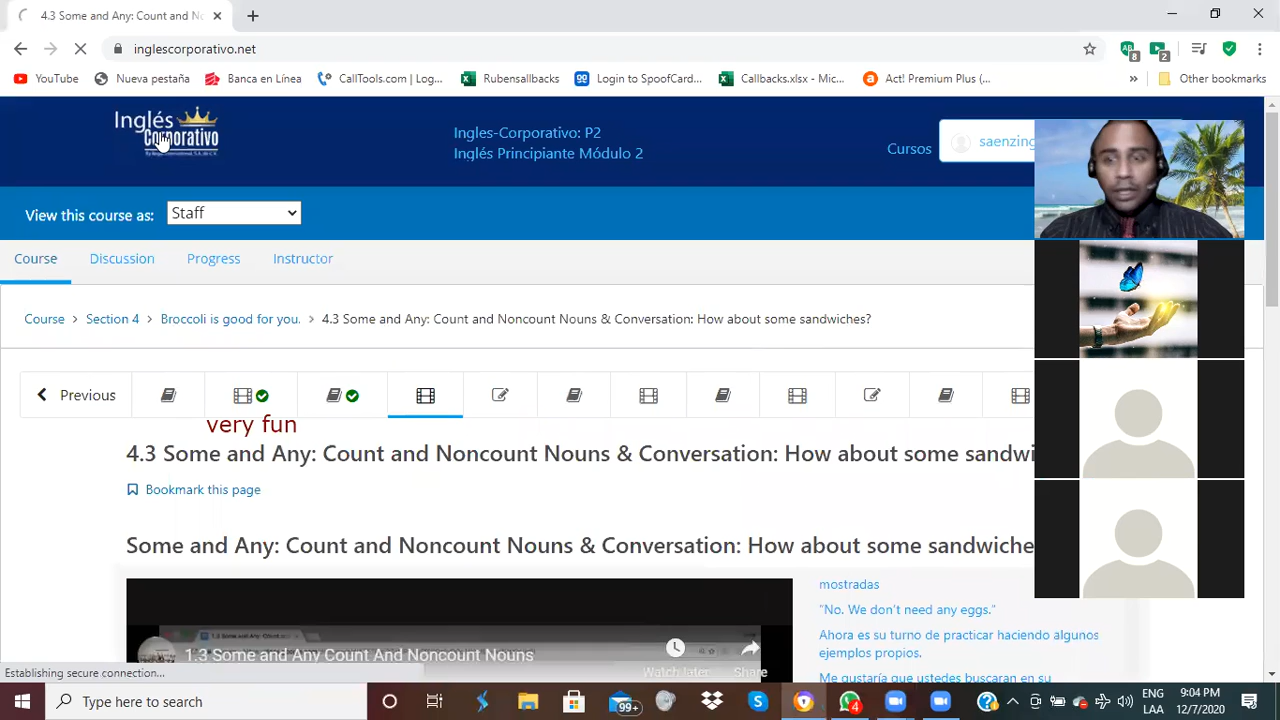 4.3 Some and Any: Count and No
inglescorporativo.net
8
2
YouTube
Nueva pestaña
Banca en Línea
CallTools.com | Log...
Rubensallbacks
Login to SpoofCard...
Callbacks.xlsx - Mic...
Act! Premium Plus (...
»
Other bookmarks
Inglés
Corporativo
Ingles-Corporativo: P2
Inglés Principiante Módulo 2
Cursos
saenzing
View this course as:
Staff
Course
Discussion
Progress
Instructor
Course > Section 4 > Broccoli is good for you. > 4.3 Some and Any: Count and Noncount Nouns & Conversation: How about some sandwiches?
Previous
very fun
4.3 Some and Any: Count and Noncount Nouns & Conversation: How about some sandwi
Bookmark this page
Some and Any: Count and Noncount Nouns & Conversation: How about some sandwiche
1.3 Some and Any Count And Noncount Nouns
Watch later
Share
mostradas
"No. We don't need any eggs."
Ahora es su turno de practicar haciendo algunos
ejemplos propios.
Me gustaría que ustedes buscaran en su
Establishing secure connection...
Type here to search
99+
4
ENG
LAA
9:04 PM
12/7/2020